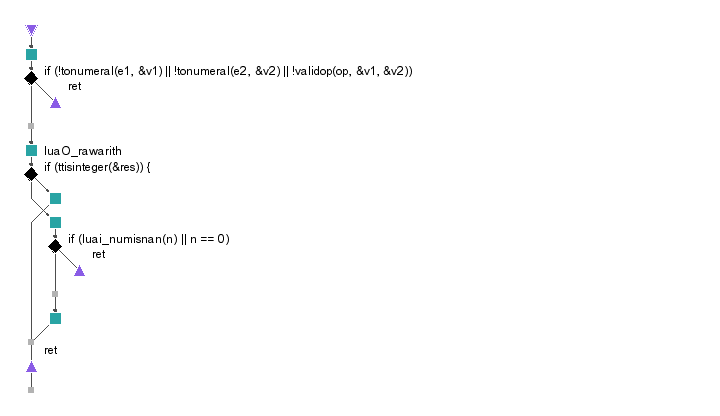 if (!tonumeral(e1, &v1) || !tonumeral(e2, &v2) || !validop(op, &v1, &v2))
ret
luaO_rawarith
if (ttisinteger(&res)) {
if (luai_numisnan(n) || n == 0)
ret
ret